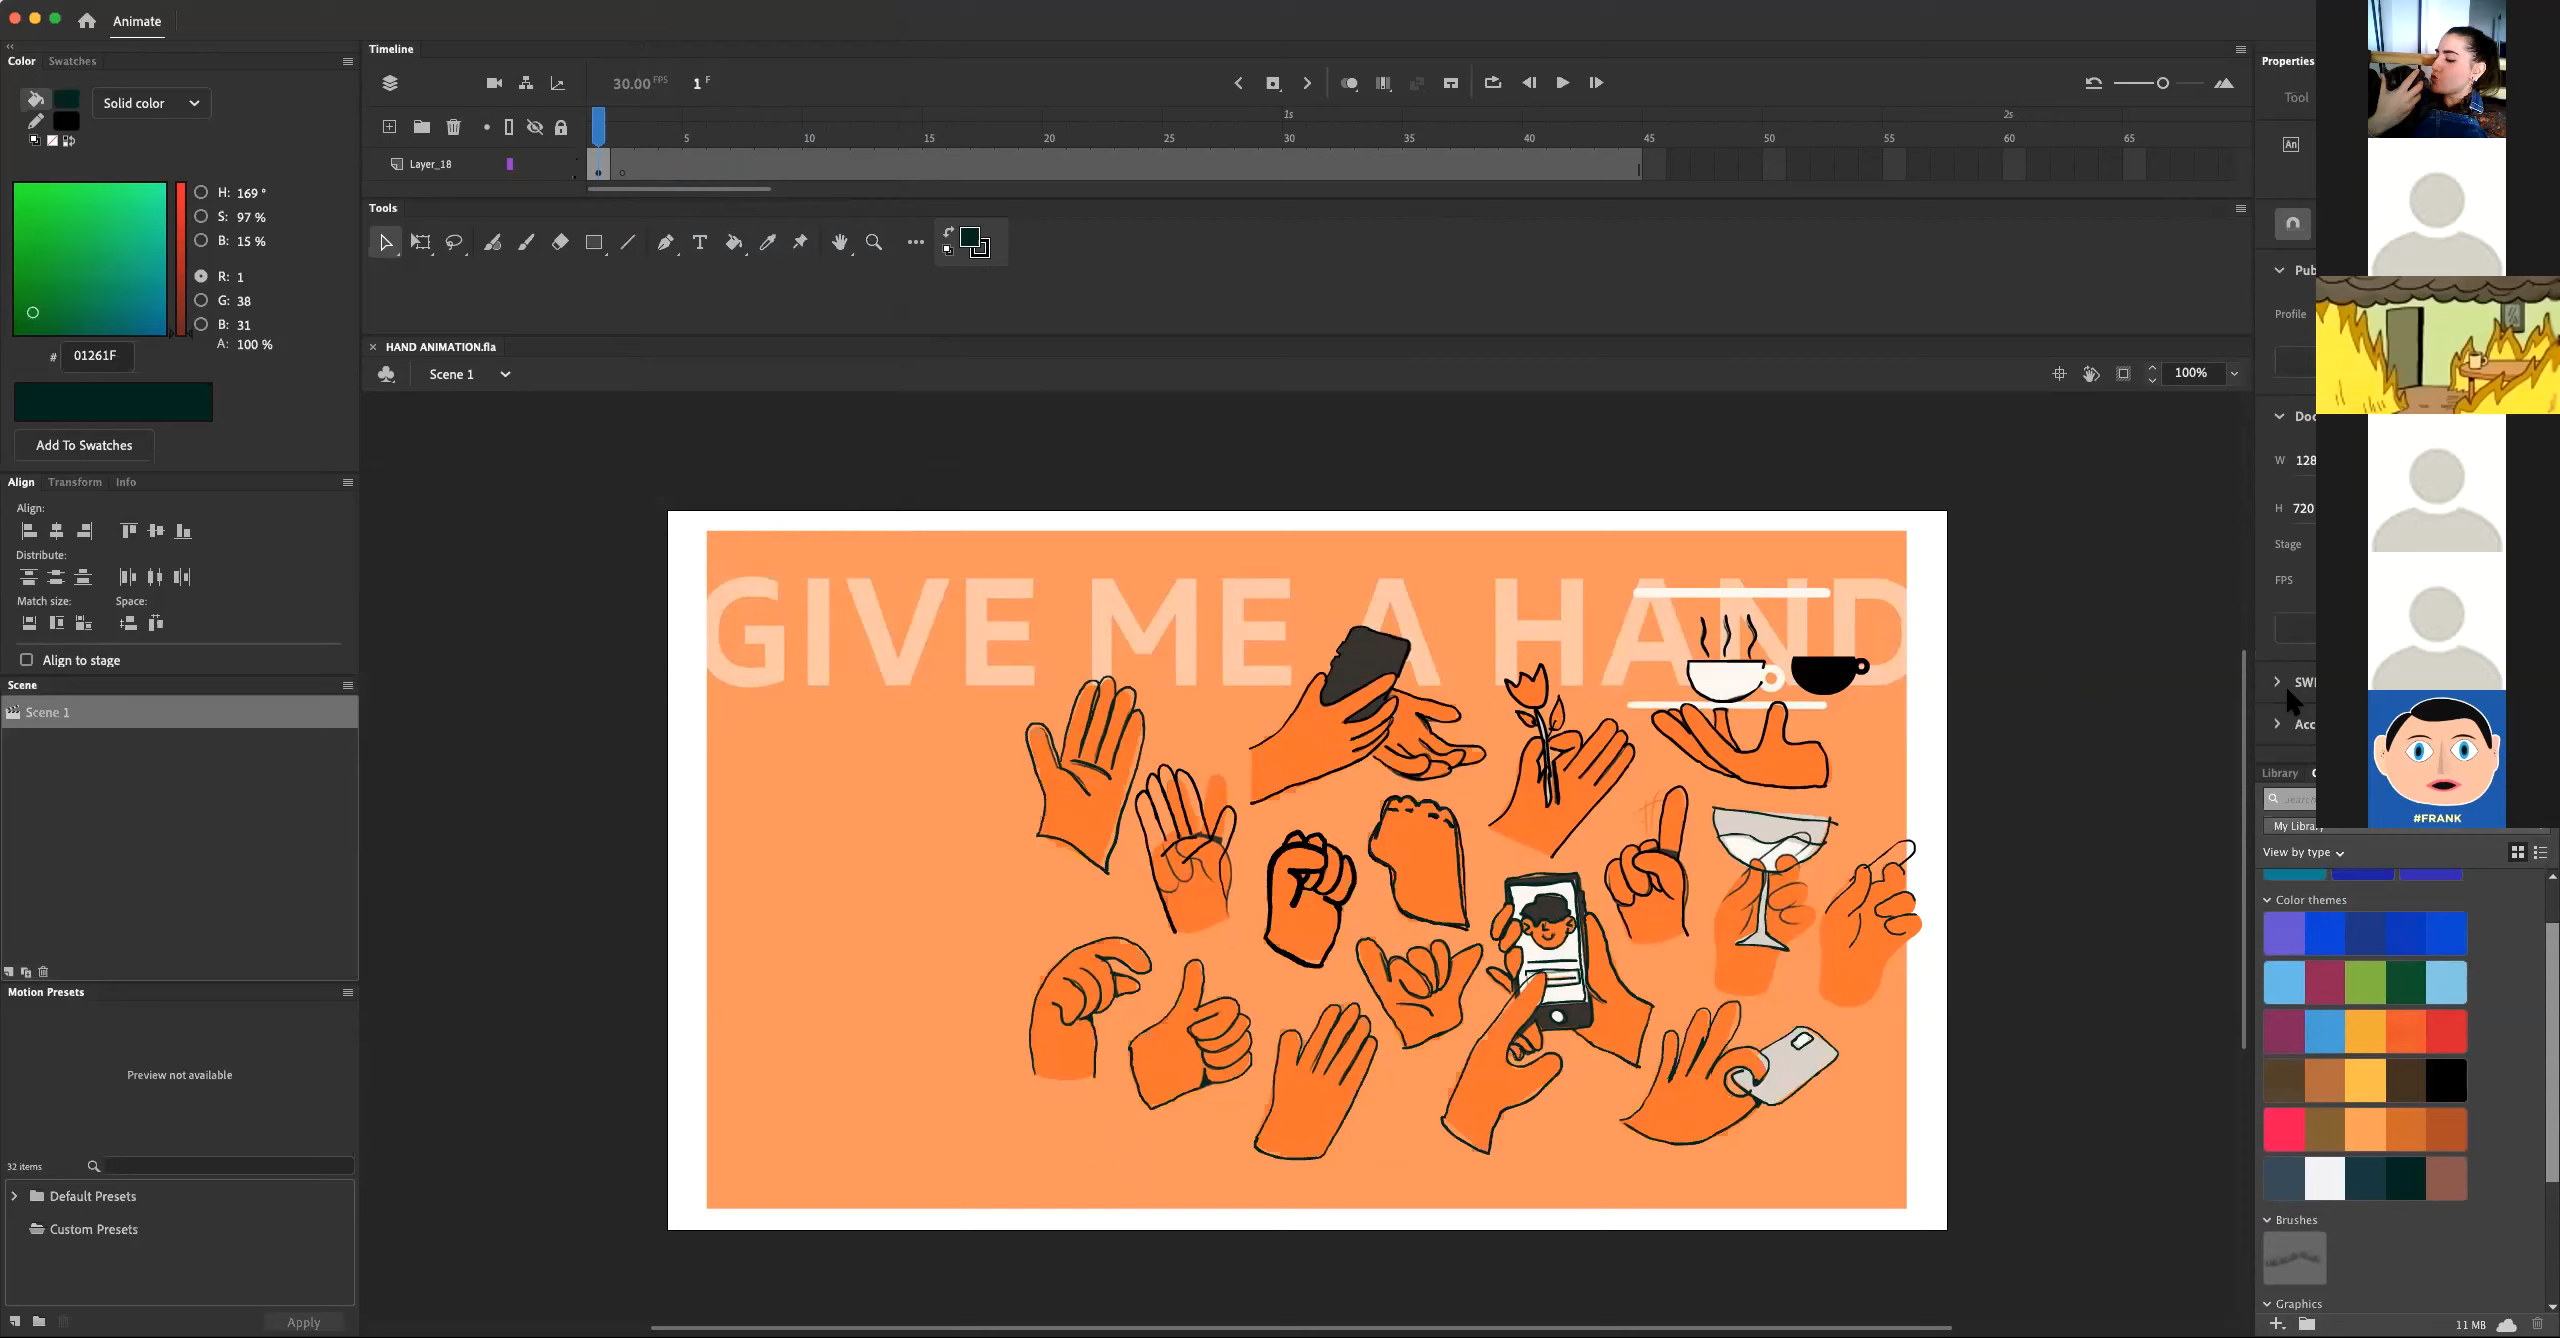 Animate
Color
Swatches
Solid color
H: 169 °
S: 97 %
B: 15 %
R: 1
G: 38
B: 31
A: 100 %
# 01261F
Add To Swatches
Align
Transform
Info
Align:
Distribute:
Match size:
Space:
Align to stage
Scene
Scene 1
Motion Presets
Preview not available
32 items
Default Presets
Custom Presets
Apply
Timeline
30.00 FPS
1 F
1s
2s
5
10
15
20
25
30
35
40
45
50
55
60
65
Layer_18
Tools
HAND ANIMATION.fla
Scene 1
100%
GIVE ME A HAND
Properties
Tool
An
Pub
Profile
Doc
W 128
H 720
Stage
FPS
SWF
Acc
#FRANK
Library
Search
My Library
View by type
Color themes
Brushes
Graphics
11 MB